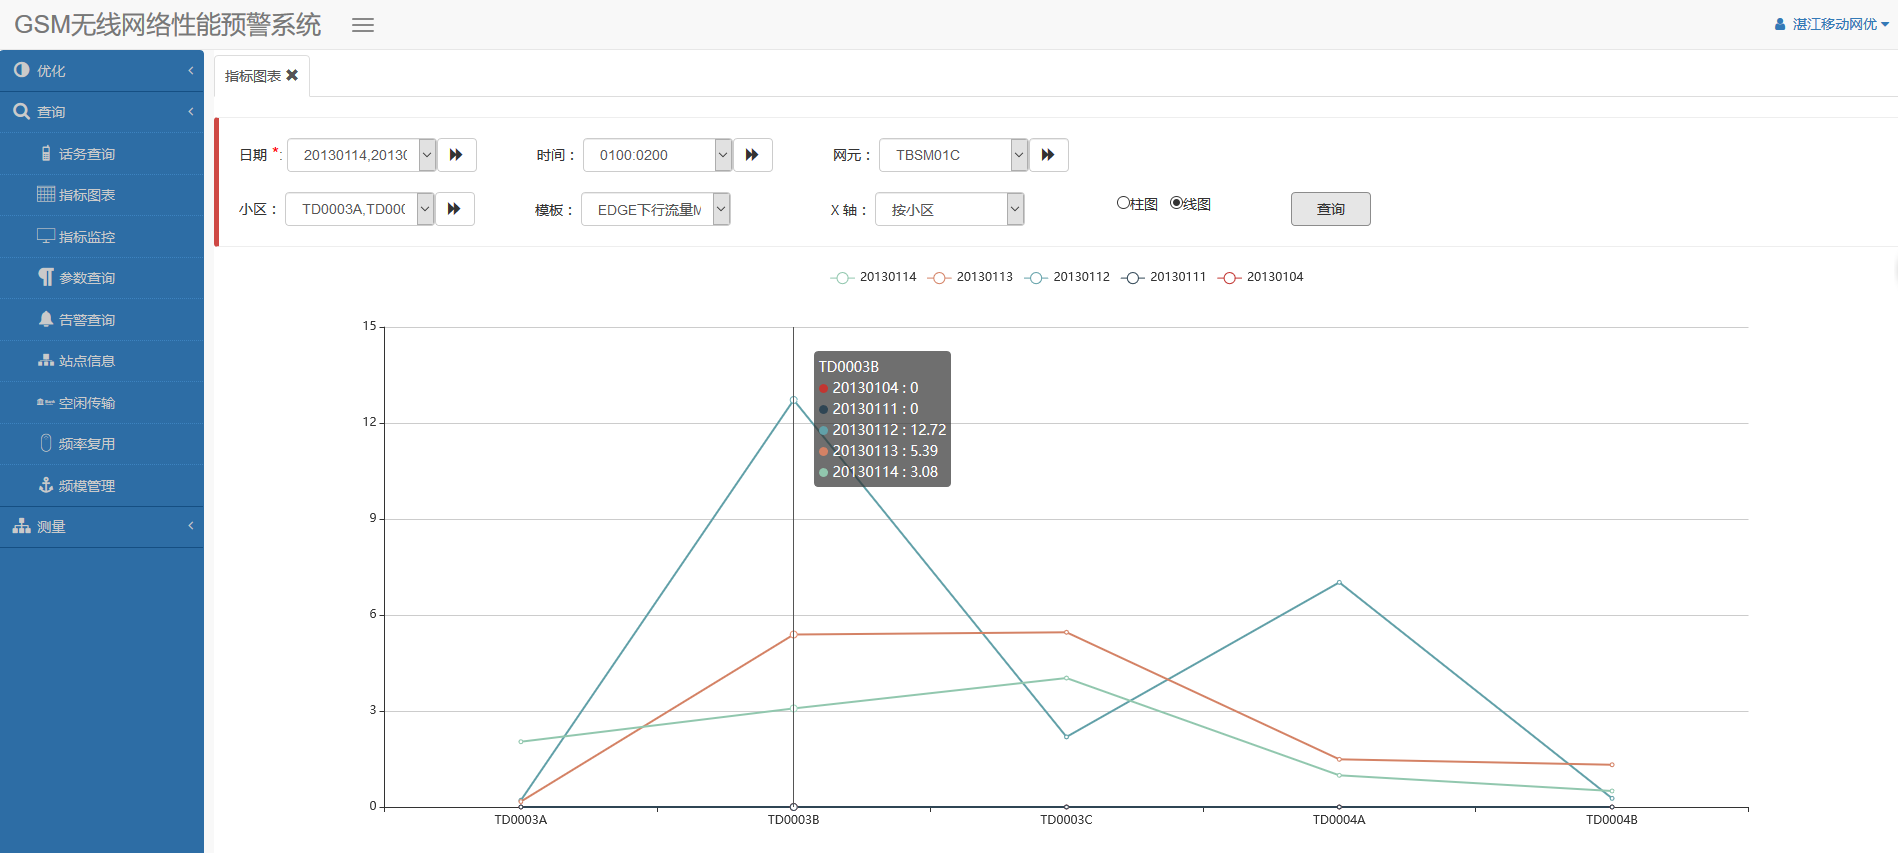 GSM无线网络性能预警系统
湛江移动网优
优化
查询
话务查询
指标图表
指标监控
参数查询
告警查询
站点信息
空闲传输
频率复用
频模管理
测量
指标图表
日期 *: 20130114,2013(
时间： 0100:0200
网元： TBSM01C
小区： TD0003A,TD00(
模板： EDGE下行流量M
X 轴： 按小区
柱图 线图
查询
20130114 20130113 20130112 20130111 20130104
15
12
9
6
3
0
TD0003B
20130104 : 0
20130111 : 0
20130112 : 12.72
20130113 : 5.39
20130114 : 3.08
TD0003A TD0003B TD0003C TD0004A TD0004B